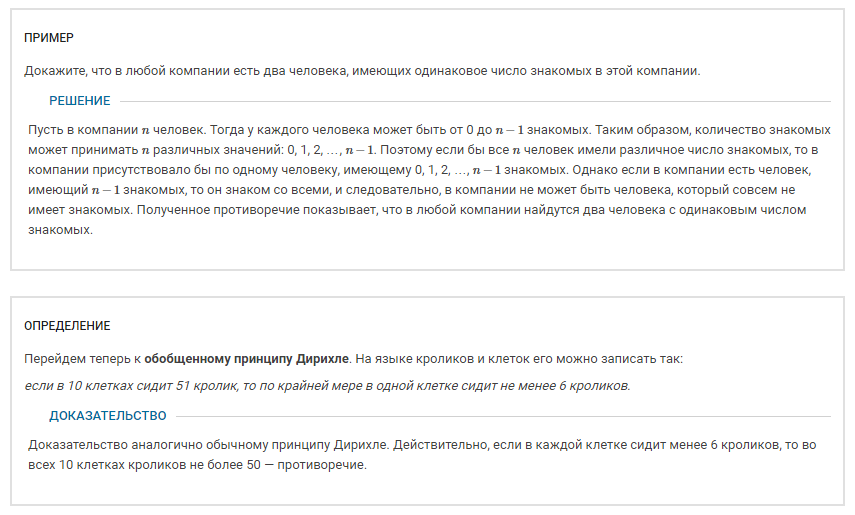 ПРИМЕР
Докажите, что в любой компании есть два человека, имеющих одинаковое число знакомых в этой компании.
РЕШЕНИЕ
Пусть в компании n человек. Тогда у каждого человека может быть от 0 до n − 1 знакомых. Таким образом, количество знакомых
может принимать n различных значений: 0, 1, 2, ..., n − 1. Поэтому если бы все n человек имели различное число знакомых, то в
компании присутствовало бы по одному человеку, имеющему 0, 1, 2, ..., n − 1 знакомых. Однако если в компании есть человек,
имеющий n − 1 знакомых, то он знаком со всеми, и следовательно, в компании не может быть человека, который совсем не
имеет знакомых. Полученное противоречие показывает, что в любой компании найдутся два человека с одинаковым числом
знакомых.
ОПРЕДЕЛЕНИЕ
Перейдем теперь к обобщенному принципу Дирихле. На языке кроликов и клеток его можно записать так:
если в 10 клетках сидит 51 кролик, то по крайней мере в одной клетке сидит не менее 6 кроликов.
ДОКАЗАТЕЛЬСТВО
Доказательство аналогично обычному принципу Дирихле. Действительно, если в каждой клетке сидит менее 6 кроликов, то во
всех 10 клетках кроликов не более 50 — противоречие.